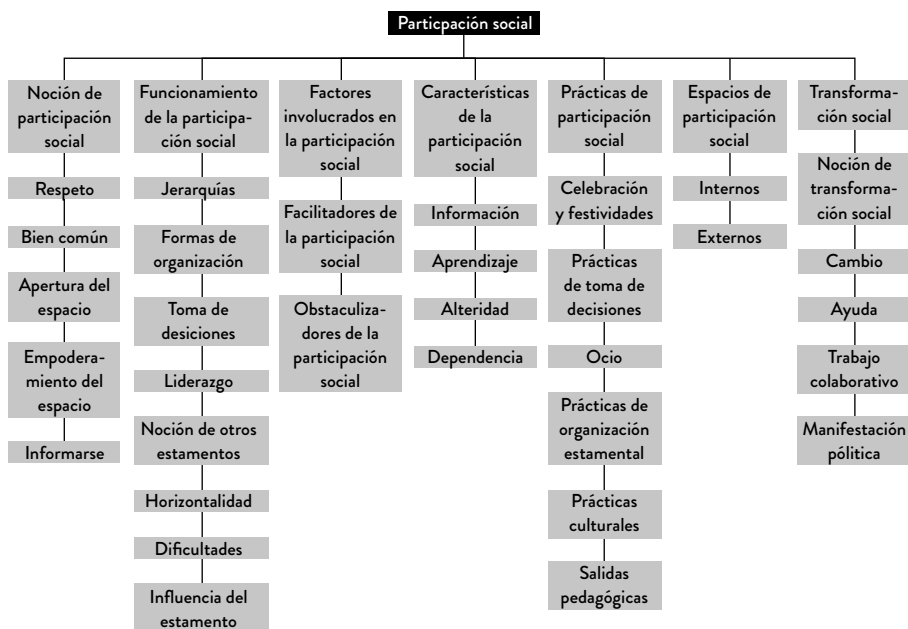 Particpación social
Noción de
participación
social
Respeto
Bien común
Apertura del
espacio
Empodera-
miento del
espacio
Informarse
Funcionamiento
de la participa-
ción social
Jerarquías
Formas de
organización
Toma de
desiciones
Liderazgo
Noción de otros
estamentos
Horizontalidad
Dificultades
Influencia del
estamento
Factores
involucrados en
la participación
social
Facilitadores de
la participación
social
Obstaculiza-
dores de la
participación
social
Características
de la
participación
social
Información
Aprendizaje
Alteridad
Dependencia
Prácticas de
participación
social
Celebración
y festividades
Prácticas
de toma de
decisiones
Ocio
Prácticas de
organización
estamental
Prácticas
culturales
Salidas
pedagógicas
Espacios de
participación
social
Internos
Externos
Transforma-
ción social
Noción de
transforma-
ción social
Cambio
Ayuda
Trabajo
colaborativo
Manifestación
pólitica